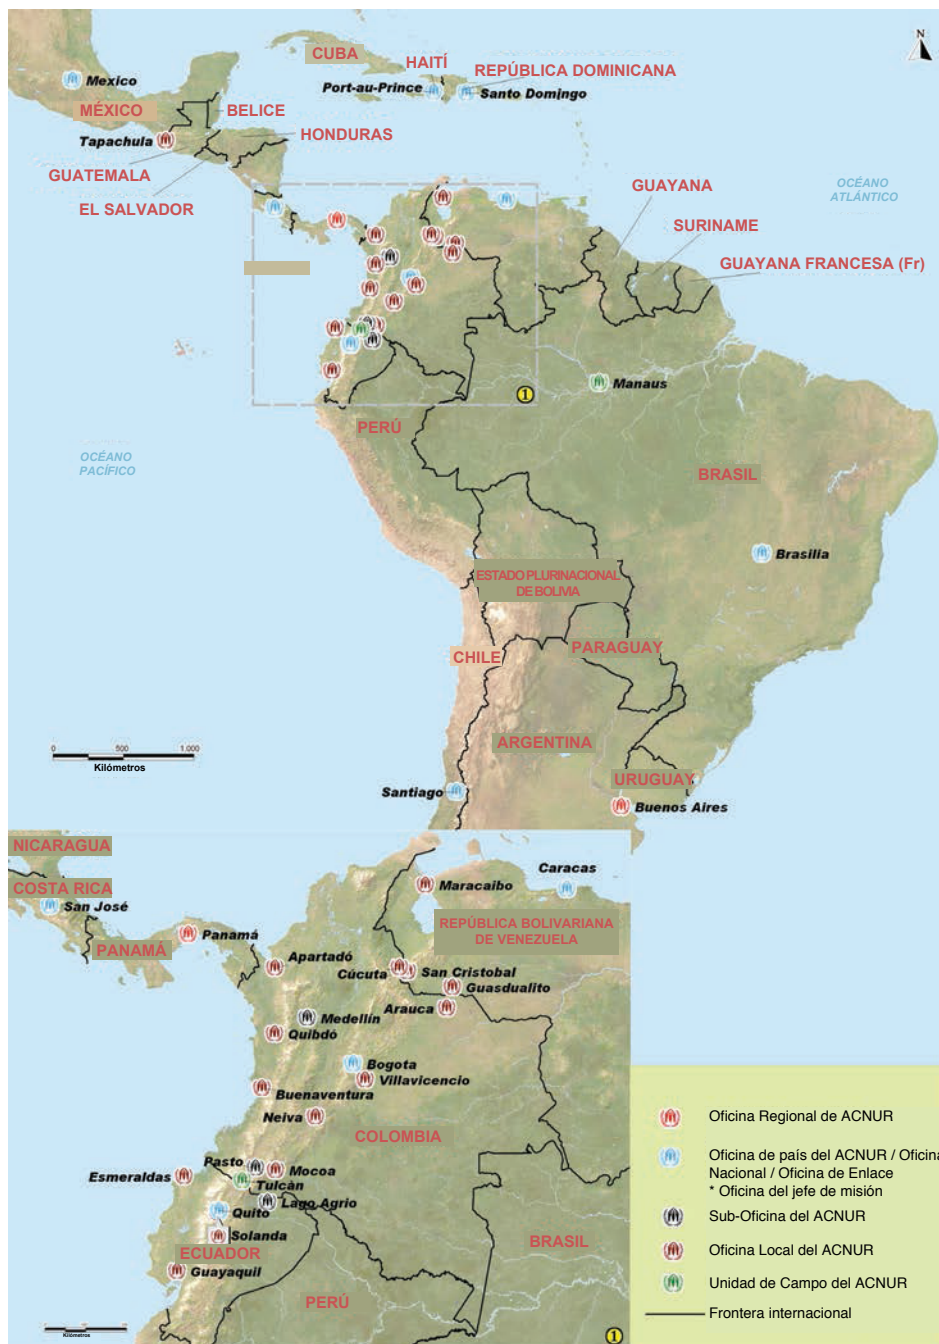 N
CUBA
HAITÍ
REPÚBLICA DOMINICANA
Mexico
Port-au-Prince
Santo Domingo
MÉXICO
BELICE
Tapachula
HONDURAS
GUATEMALA
EL SALVADOR
GUAYANA
OCÉANO
ATLÁNTICO
SURINAME
GUAYANA FRANCESA (Fr)
1
Manaus
PERÚ
OCÉANO
PACÍFICO
BRASIL
Brasilia
ESTADO PLURINACIONAL
DE BOLIVIA
PARAGUAY
CHILE
ARGENTINA
0 500 1.000
Kilómetros
URUGUAY
Santiago
Buenos Aires
NICARAGUA
COSTA RICA
San José
Caracas
Maracaibo
REPÚBLICA BOLIVARIANA
DE VENEZUELA
Panamá
PANAMÁ
Apartadó
Cúcuta
San Cristobal
Guasdualito
Arauca
Medellín
Quibdó
Bogota
Villavicencio
Buenaventura
Neiva
COLOMBIA
Pasto
Mocoa
Esmeraldas
Tulcàn
Lago Agrio
Quito
Solanda
ECUADOR
BRASIL
Guayaquil
PERÚ
Kilómetros
1
Oficina Regional de ACNUR
Oficina de país del ACNUR / Oficina
Nacional / Oficina de Enlace
* Oficina del jefe de misión
Sub-Oficina del ACNUR
Oficina Local del ACNUR
Unidad de Campo del ACNUR
Frontera internacional